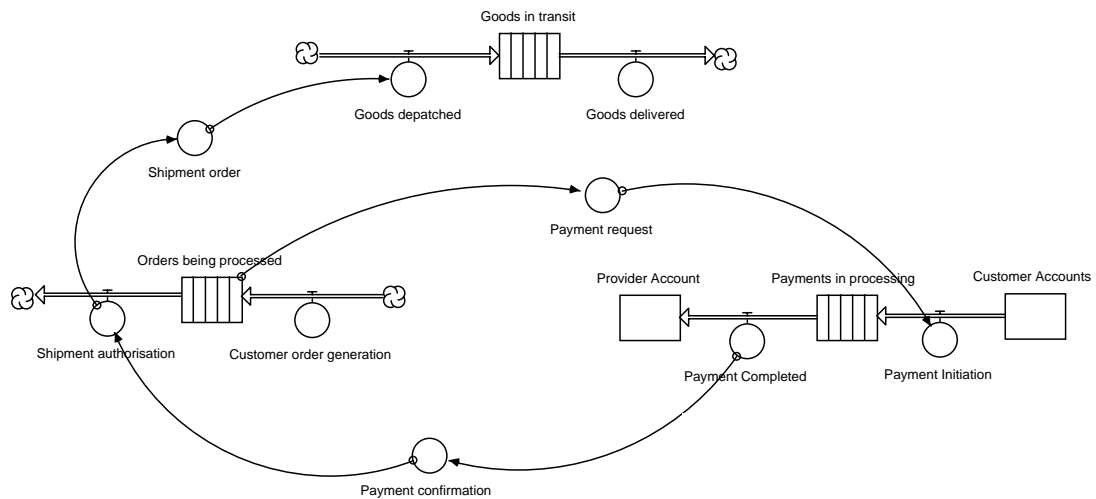 Goods in transit
Goods depatched
Goods delivered
Shipment order
Payment request
Orders being processed
Provider Account
Payments in processing
Customer Accounts
Shipment authorisation
Customer order generation
Payment Completed
Payment Initiation
Payment confirmation